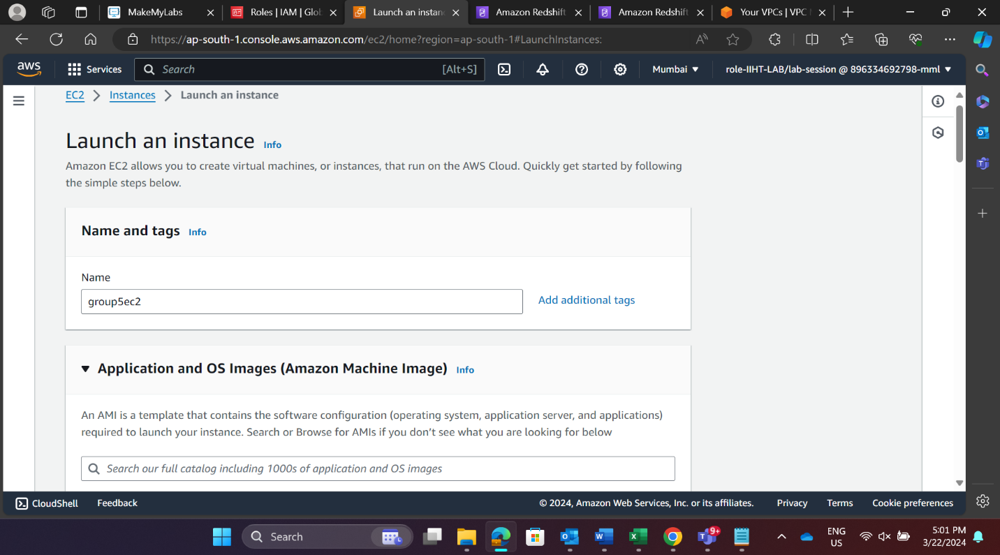 MakeMyLabs
Roles | IAM | Glo
Launch an instan
Amazon Redshift
Amazon Redshift
Your VPCs | VPC
https://ap-south-1.console.aws.amazon.com/ec2/home?region=ap-south-1#LaunchInstances:
aws
Services
Search
[Alt+S]
Mumbai
role-IIHT-LAB/lab-session @ 896334692798-mml
EC2
Instances
Launch an instance
Launch an instance Info
Amazon EC2 allows you to create virtual machines, or instances, that run on the AWS Cloud. Quickly get started by following
the simple steps below.
Name and tags Info
Name
group5ec2
Add additional tags
Application and OS Images (Amazon Machine Image) Info
An AMI is a template that contains the software configuration (operating system, application server, and applications)
required to launch your instance. Search or Browse for AMIs if you don’t see what you are looking for below
Search our full catalog including 1000s of application and OS images
CloudShell
Feedback
© 2024, Amazon Web Services, Inc. or its affiliates.
Privacy
Terms
Cookie preferences
Search
9+
ENG
US
5:01 PM
3/22/2024